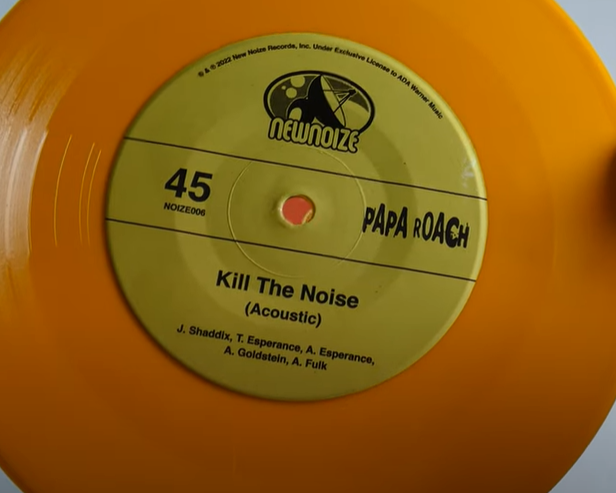 ℗ & © 2022 New Noize Records, Inc. Under Exclusive License to ADA Warner Music
NEWNOIZE
45
NOIZE006
PAPA ROACH
Kill The Noise
(Acoustic)
J. Shaddix, T. Esperance, A. Esperance,
A. Goldstein, A. Fulk